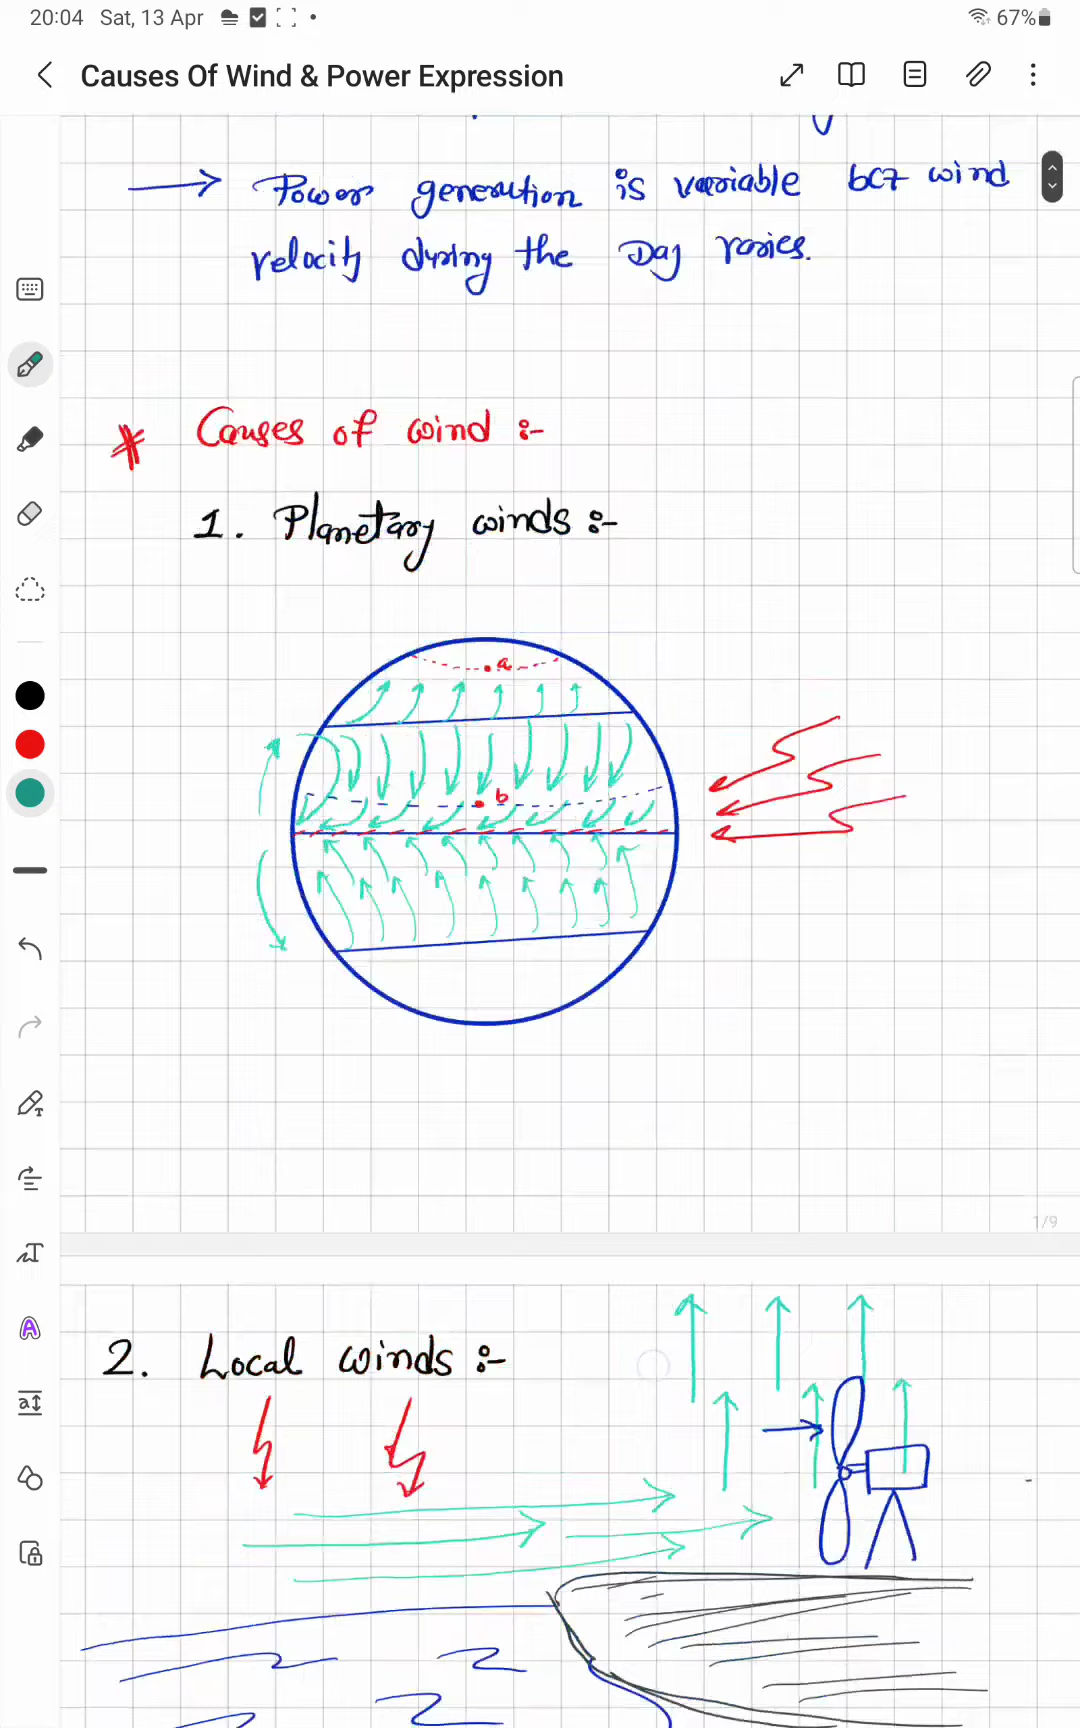 20:04 Sat, 13 Apr
67%
Causes Of Wind & Power Expression
Power generation is variable bcz wind
velocity during the Day varies.
* Causes of wind :-
1. Planetary winds :-
a
b
1/9
2. Local winds :-